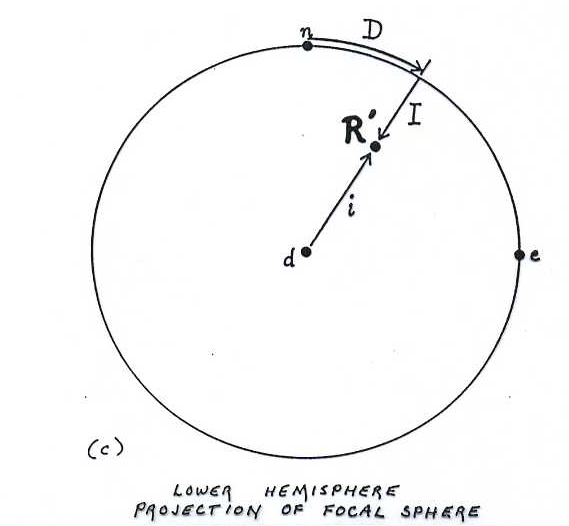 n
D
I
R'
i
d
e
(c)
LOWER HEMISPHERE
PROJECTION OF FOCAL SPHERE